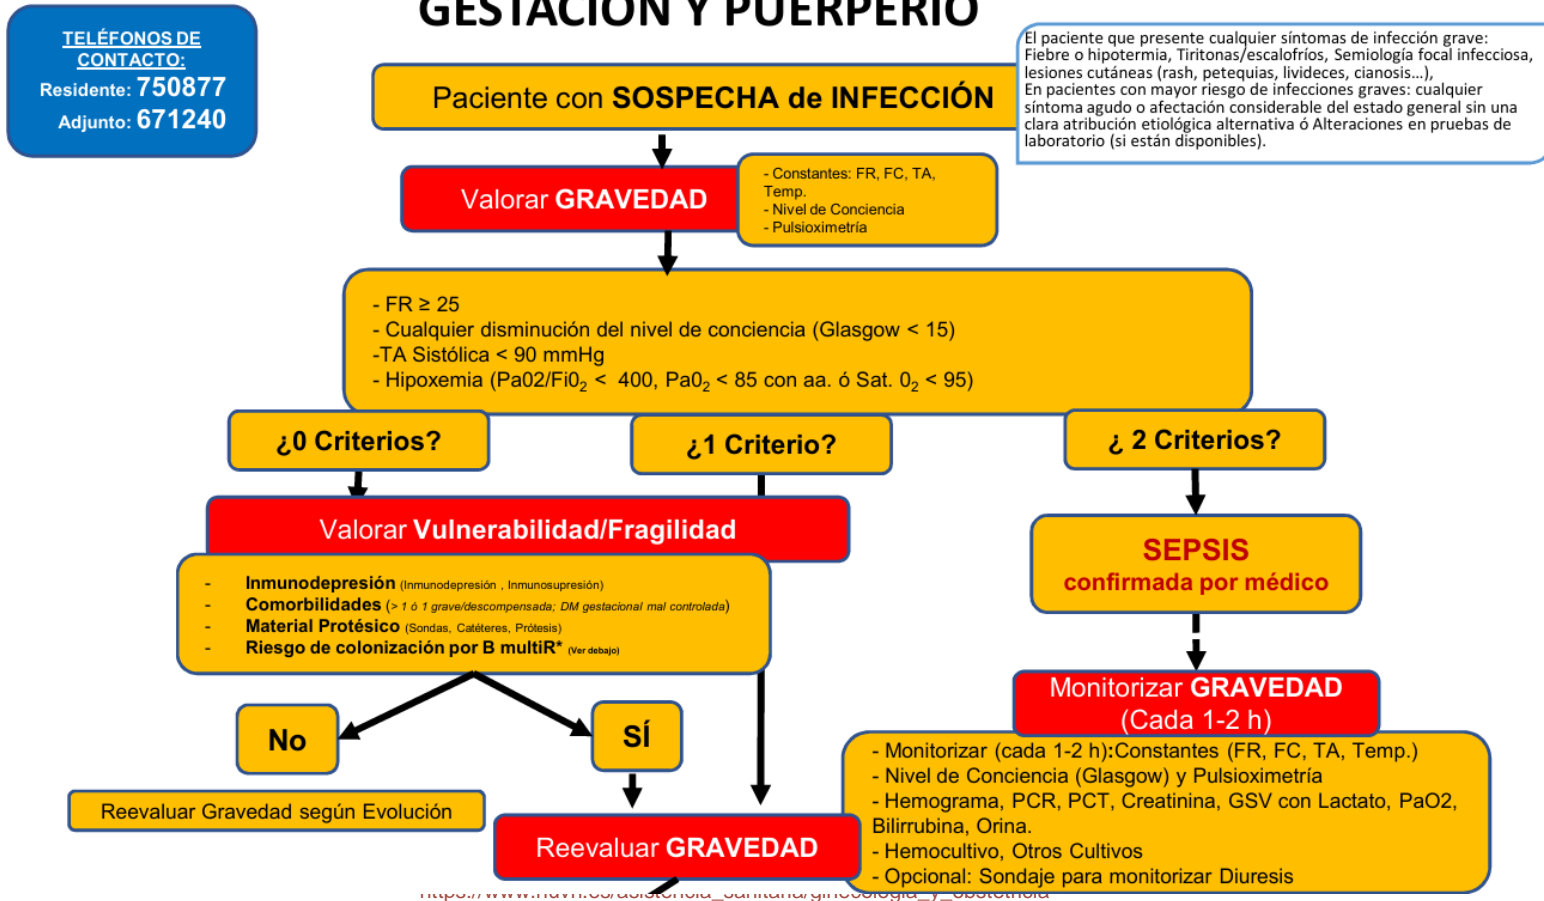 GESTACIÓN Y PUERPERIO
TELÉFONOS DE
CONTACTO:
Residente: 750877
Adjunto: 671240
El paciente que presente cualquier síntomas de infección grave:
Fiebre o hipotermia, Tiritonas/escalofríos, Semiología focal infecciosa,
lesiones cutáneas (rash, petequias, livideces, cianosis...),
En pacientes con mayor riesgo de infecciones graves: cualquier
síntoma agudo o afectación considerable del estado general sin una
clara atribución etiológica alternativa ó Alteraciones en pruebas de
laboratorio (si están disponibles).
Paciente con SOSPECHA de INFECCIÓN
Valorar GRAVEDAD
- Constantes: FR, FC, TA,
Temp.
- Nivel de Conciencia
- Pulsioximetría
- FR ≥ 25
- Cualquier disminución del nivel de conciencia (Glasgow < 15)
-TA Sistólica < 90 mmHg
- Hipoxemia (Pa02/Fi0₂ < 400, Pa0₂ < 85 con aa. ó Sat. 0₂ < 95)
¿0 Criterios?
¿1 Criterio?
¿ 2 Criterios?
Valorar Vulnerabilidad/Fragilidad
- Inmunodepresión (Inmunodepresión , Inmunosupresión)
- Comorbilidades (> 1 ó 1 grave/descompensada; DM gestacional mal controlada)
- Material Protésico (Sondas, Catéteres, Prótesis)
- Riesgo de colonización por B multiR* (Ver debajo)
SEPSIS
confirmada por médico
No
SÍ
Monitorizar GRAVEDAD
(Cada 1-2 h)
- Monitorizar (cada 1-2 h):Constantes (FR, FC, TA, Temp.)
- Nivel de Conciencia (Glasgow) y Pulsioximetría
- Hemograma, PCR, PCT, Creatinina, GSV con Lactato, PaO2,
Bilirrubina, Orina.
- Hemocultivo, Otros Cultivos
- Opcional: Sondaje para monitorizar Diuresis
Reevaluar Gravedad según Evolución
Reevaluar GRAVEDAD